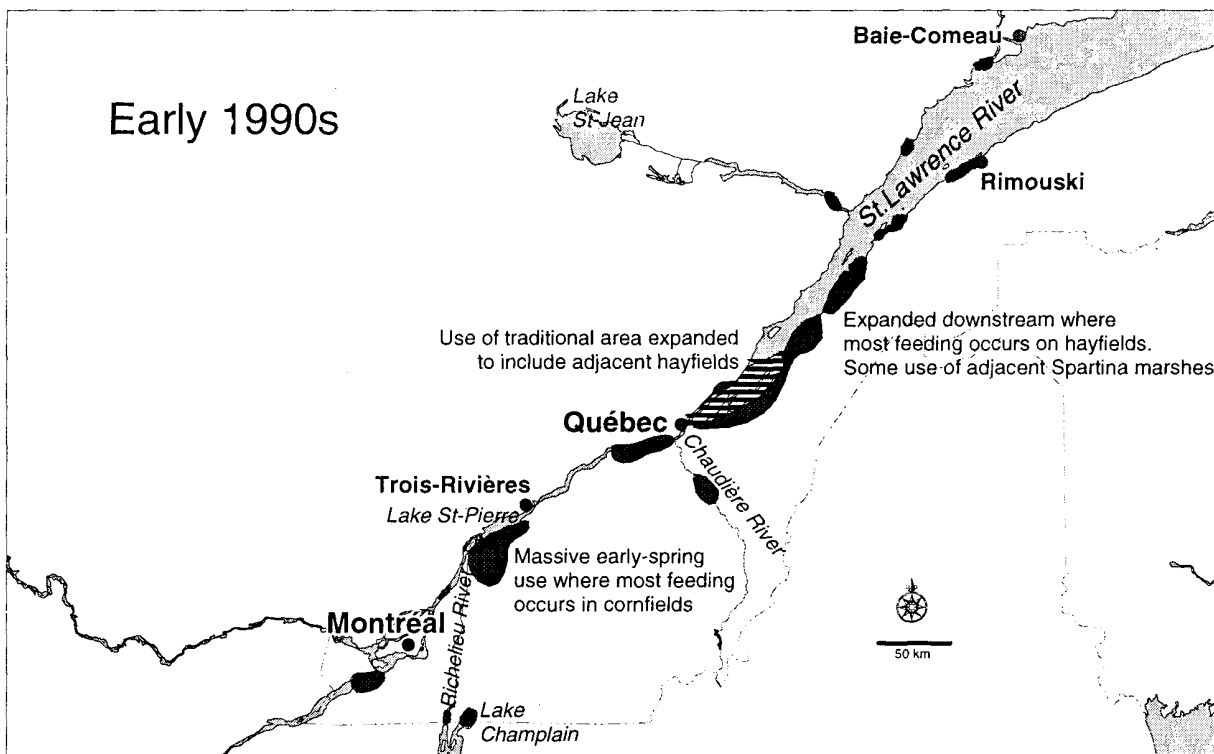 Baie-Comeau
Early 1990s
Lake
St-Jean
St. Lawrence River
Rimouski
Use of traditional area expanded
to include adjacent hayfields
Expanded downstream where
most feeding occurs on hayfields.
Some use of adjacent Spartina marshes
Québec
Chaudière River
Trois-Rivières
Lake St-Pierre
Massive early-spring
use where most feeding
occurs in cornfields
Montréal
Richelieu River
50 km
Lake
Champlain